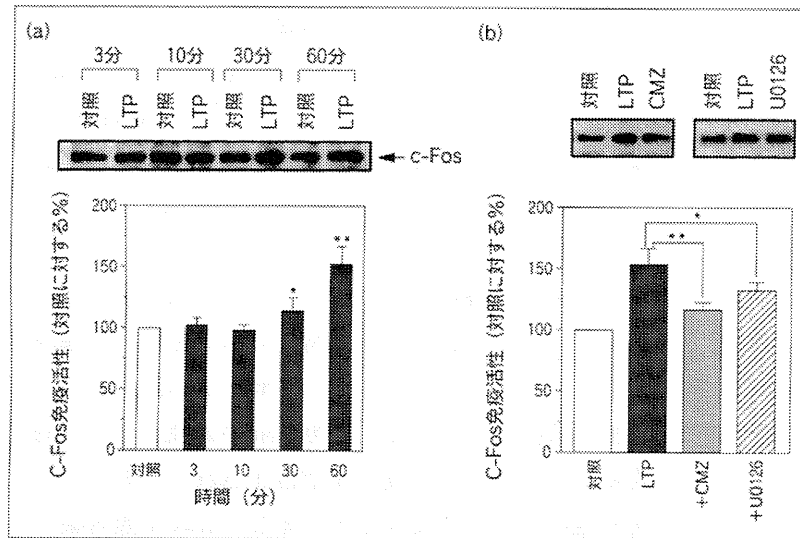 (a)
3分 10分 30分 60分
対照 LTP 対照 LTP 対照 LTP 対照 LTP
c-Fos
C-Fos免疫活性 (対照に対する%)
200
150
100
50
0
* **
対照 3 10 30 60
時間 (分)
(b)
対照 LTP CMZ 対照 LTP U0126
C-Fos免疫活性 (対照に対する%)
200
150
100
50
0
*
**
対照 LTP +CMZ +U0126